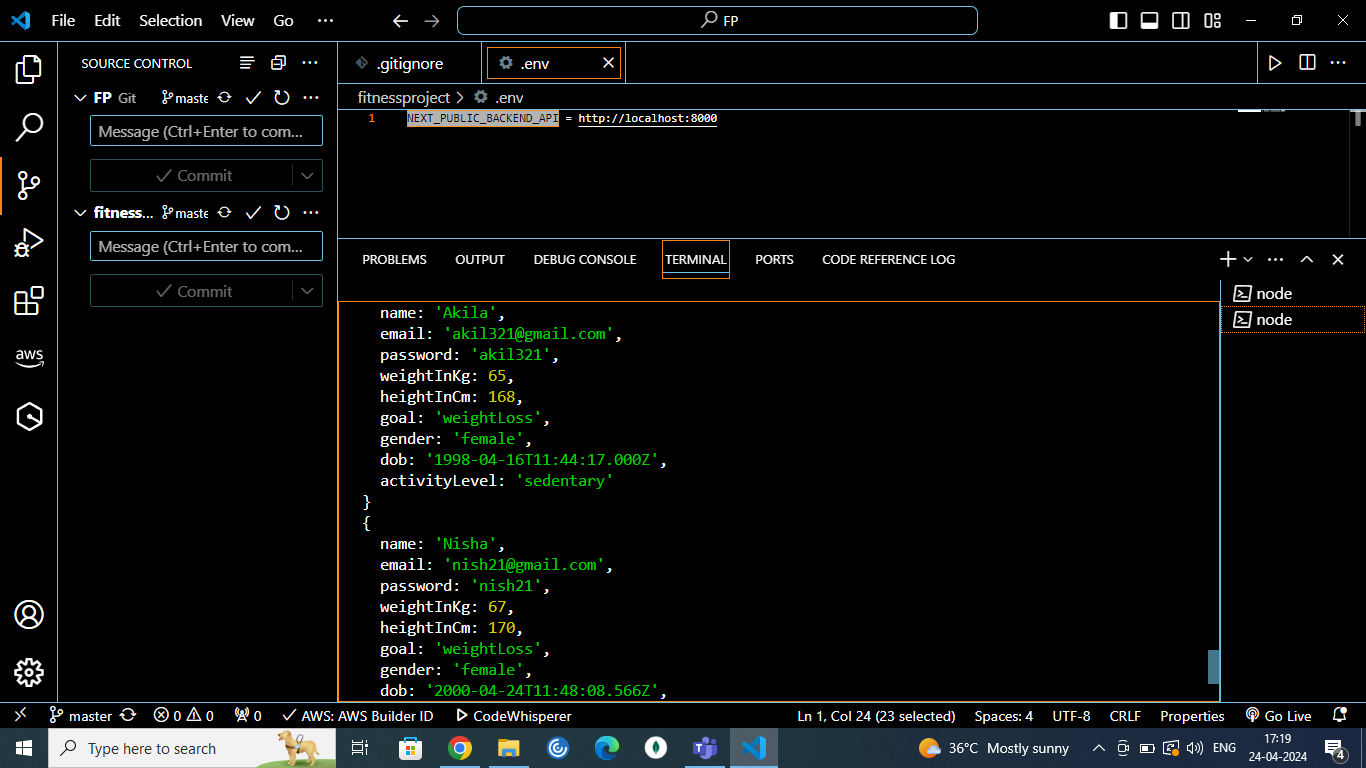 File Edit Selection View Go ··· FP
SOURCE CONTROL
FP Git master
Message (Ctrl+Enter to com...
Commit
fitness... master
Message (Ctrl+Enter to com...
Commit
aws
.gitignore .env
fitnessproject > .env
1 NEXT_PUBLIC_BACKEND_API = http://localhost:8000
PROBLEMS OUTPUT DEBUG CONSOLE TERMINAL PORTS CODE REFERENCE LOG
node
node
name: 'Akila',
email: 'akil321@gmail.com',
password: 'akil321',
weightInKg: 65,
heightInCm: 168,
goal: 'weightLoss',
gender: 'female',
dob: '1998-04-16T11:44:17.000Z',
activityLevel: 'sedentary'
}
{
name: 'Nisha',
email: 'nish21@gmail.com',
password: 'nish21',
weightInKg: 67,
heightInCm: 170,
goal: 'weightLoss',
gender: 'female',
dob: '2000-04-24T11:48:08.566Z',
master 0 0 0 AWS: AWS Builder ID CodeWhisperer Ln 1, Col 24 (23 selected) Spaces: 4 UTF-8 CRLF Properties Go Live
Type here to search 36°C Mostly sunny ENG 17:19
24-04-2024 4